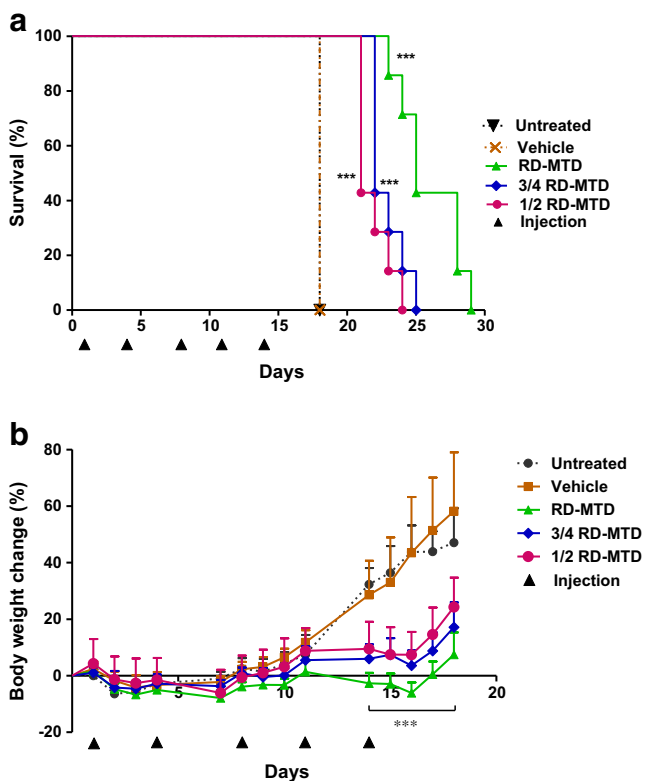 a
100
80
60
40
20
0
Survival (%)
***
***
***
0
5
10
15
20
25
30
Days
Untreated
Vehicle
RD-MTD
3/4 RD-MTD
1/2 RD-MTD
Injection
b
80
60
40
20
0
-20
Body weight change (%)
5
10
15
20
***
Days
Untreated
Vehicle
RD-MTD
3/4 RD-MTD
1/2 RD-MTD
Injection